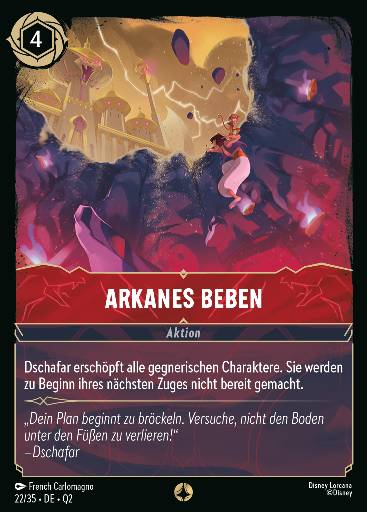 4
ARKANES BEBEN
Aktion
Dschafar erschöpft alle gegnerischen Charaktere. Sie werden
zu Beginn ihres nächsten Zuges nicht bereit gemacht.
„Dein Plan beginnt zu bröckeln. Versuche, nicht den Boden
unter den Füßen zu verlieren!“
–Dschafar
French Carlomagno
Disney Lorcana
22/35 • DE • Q2
©Disney